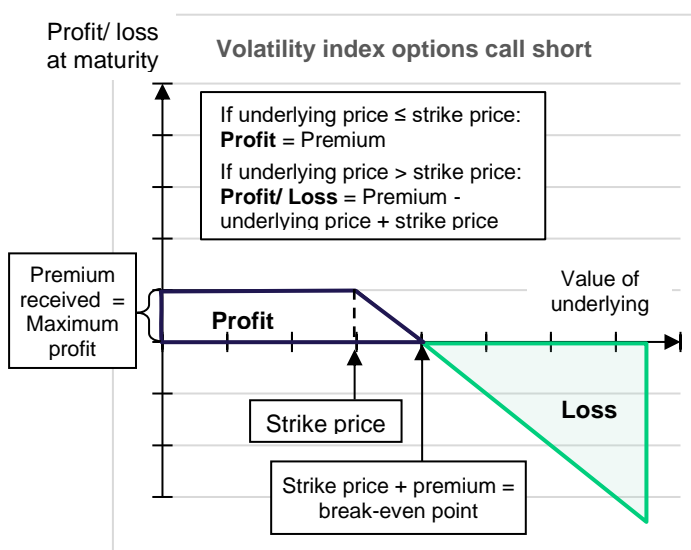 Profit/ loss
at maturity
Volatility index options call short
If underlying price ≤ strike price:
Profit = Premium
If underlying price > strike price:
Profit/ Loss = Premium -
underlying price + strike price
Premium
received =
Maximum
profit
Value of
underlying
Profit
Loss
Strike price
Strike price + premium =
break-even point